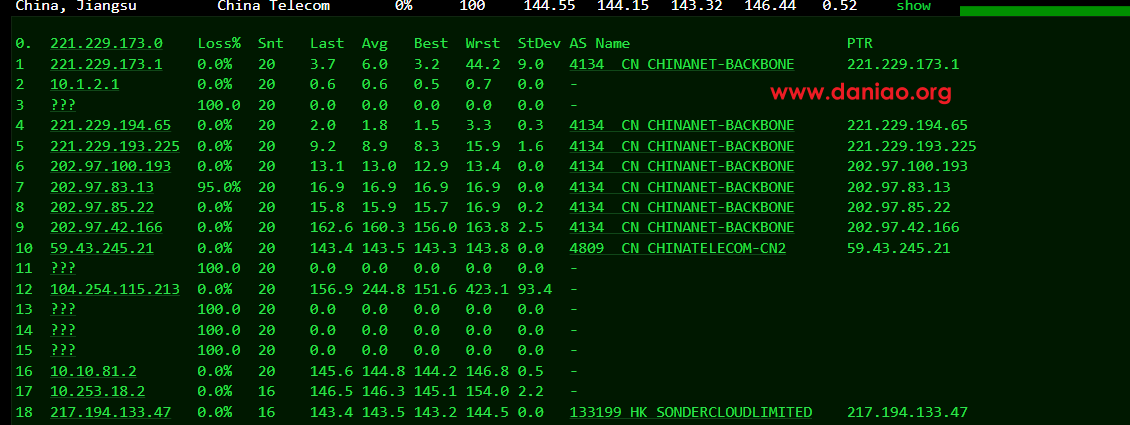 China, Jiangsu China Telecom 0% 100 144.55 144.15 143.32 146.44 0.52 show
0. 221.229.173.0 Loss% Snt Last Avg Best Wrst StDev AS Name PTR
1 221.229.173.1 0.0% 20 3.7 6.0 3.2 44.2 9.0 4134 CN CHINANET-BACKBONE 221.229.173.1
2 10.1.2.1 0.0% 20 0.6 0.6 0.5 0.7 0.0 -
www.daniao.org
3 ??? 100.0 20 0.0 0.0 0.0 0.0 0.0 -
4 221.229.194.65 0.0% 20 2.0 1.8 1.5 3.3 0.3 4134 CN CHINANET-BACKBONE 221.229.194.65
5 221.229.193.225 0.0% 20 9.2 8.9 8.3 15.9 1.6 4134 CN CHINANET-BACKBONE 221.229.193.225
6 202.97.100.193 0.0% 20 13.1 13.0 12.9 13.4 0.0 4134 CN CHINANET-BACKBONE 202.97.100.193
7 202.97.83.13 95.0% 20 16.9 16.9 16.9 16.9 0.0 4134 CN CHINANET-BACKBONE 202.97.83.13
8 202.97.85.22 0.0% 20 15.8 15.9 15.7 16.9 0.2 4134 CN CHINANET-BACKBONE 202.97.85.22
9 202.97.42.166 0.0% 20 162.6 160.3 156.0 163.8 2.5 4134 CN CHINANET-BACKBONE 202.97.42.166
10 59.43.245.21 0.0% 20 143.4 143.5 143.3 143.8 0.0 4809 CN CHINATELECOM-CN2 59.43.245.21
11 ??? 100.0 20 0.0 0.0 0.0 0.0 0.0 -
12 104.254.115.213 0.0% 20 156.9 244.8 151.6 423.1 93.4 -
13 ??? 100.0 20 0.0 0.0 0.0 0.0 0.0 -
14 ??? 100.0 20 0.0 0.0 0.0 0.0 0.0 -
15 ??? 100.0 20 0.0 0.0 0.0 0.0 0.0 -
16 10.10.81.2 0.0% 20 145.6 144.8 144.2 146.8 0.5 -
17 10.253.18.2 0.0% 16 146.5 146.3 145.1 154.0 2.2 -
18 217.194.133.47 0.0% 16 143.4 143.5 143.2 144.5 0.0 133199 HK SONDERCLOUDLIMITED 217.194.133.47